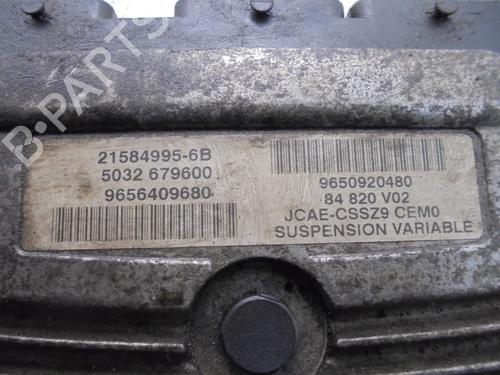 B-PARTS
21584995-6B
5032 679600
9656409680
9650920480
84 820 V02
JCAE-CSSZ9 CEM0
SUSPENSION VARIABLE